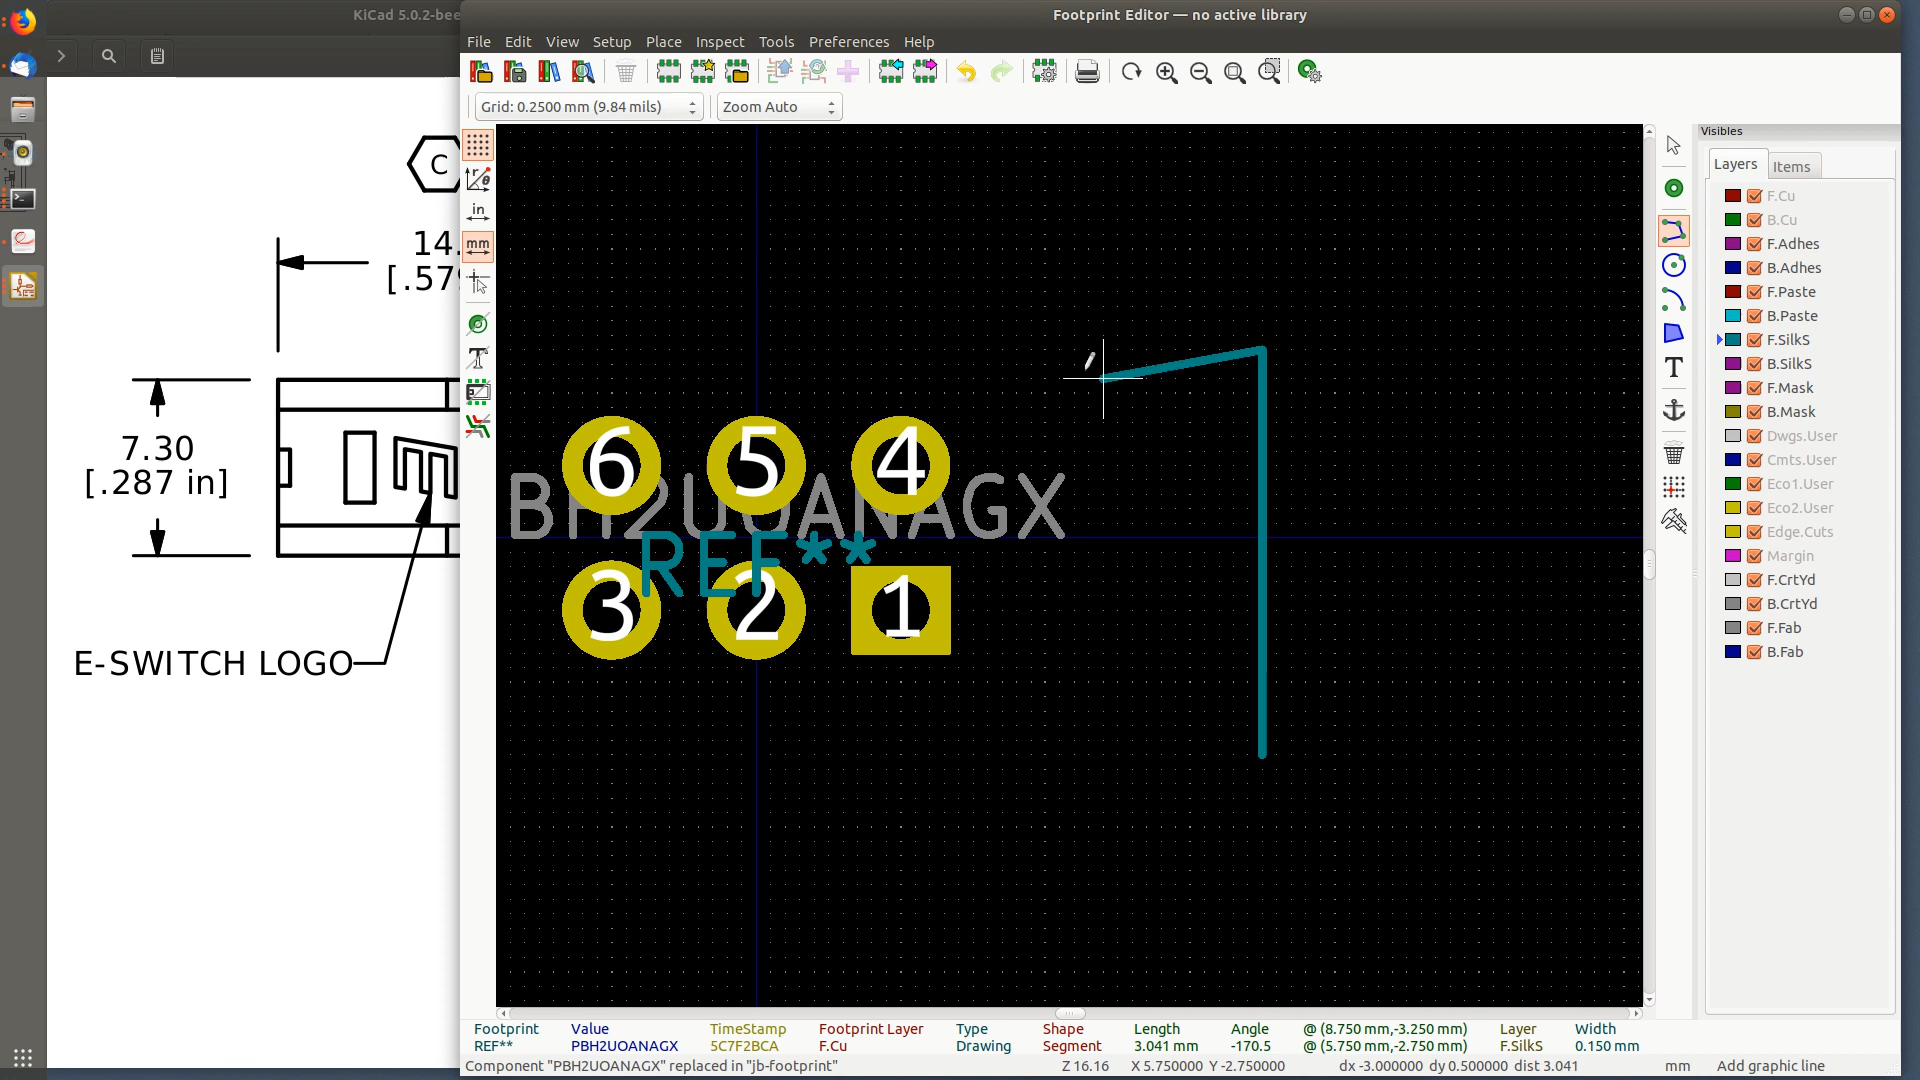 KiCad 5.0.2-bee
Footprint Editor — no active library
File Edit View Setup Place Inspect Tools Preferences Help
Grid: 0.2500 mm (9.84 mils)
Zoom Auto
in
mm
C
14.
[.579
7.30
[.287 in]
E-SWITCH LOGO
6 5 4
BH2UOANAGX
REF**
3 2 1
Visibles
Layers Items
F.Cu
B.Cu
F.Adhes
B.Adhes
F.Paste
B.Paste
F.SilkS
B.SilkS
F.Mask
B.Mask
Dwgs.User
Cmts.User
Eco1.User
Eco2.User
Edge.Cuts
Margin
F.CrtYd
B.CrtYd
F.Fab
B.Fab
Footprint Value TimeStamp Footprint Layer Type Shape Length Angle @ (8.750 mm,-3.250 mm) Layer Width
REF** PBH2UOANAGX 5C7F2BCA F.Cu Drawing Segment 3.041 mm -170.5 @ (5.750 mm,-2.750 mm) F.SilkS 0.150 mm
Component "PBH2UOANAGX" replaced in "jb-footprint" Z 16.16 X 5.750000 Y -2.750000 dx -3.000000 dy 0.500000 dist 3.041 mm Add graphic line